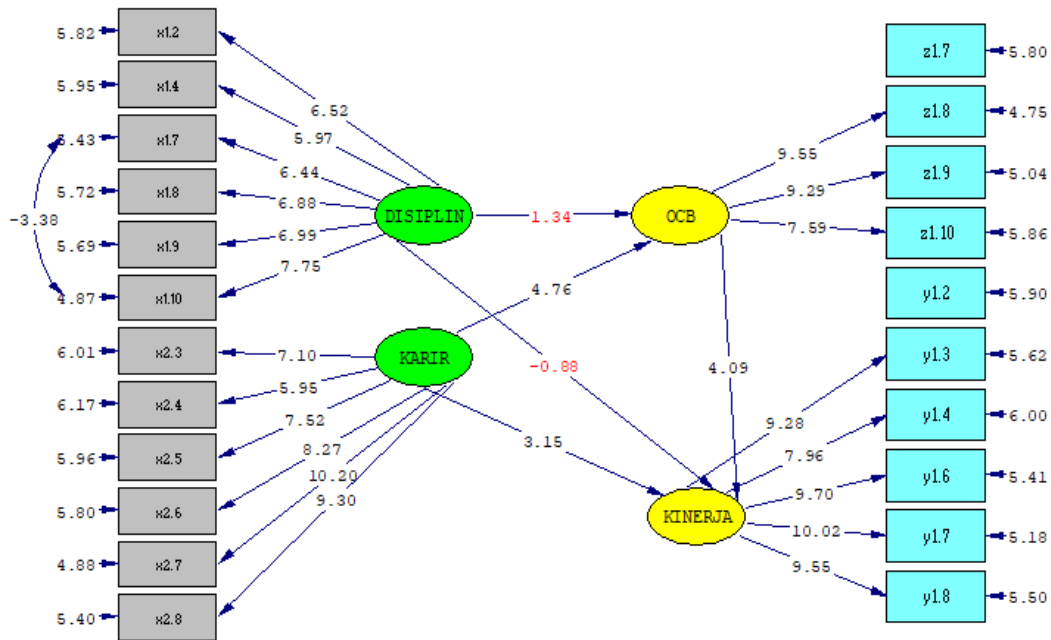 5.82 x1.2
5.95 x1.4
5.43 x1.7
5.72 x1.8
-3.38
5.69 x1.9
4.87 x1.10
6.01 x2.3
6.17 x2.4
5.96 x2.5
5.80 x2.6
4.88 x2.7
5.40 x2.8
6.52
5.97
6.44
6.88
6.99
7.75
7.10
5.95
7.52
8.27
10.20
9.30
DISIPLIN
KARIR
1.34
4.76
-0.88
3.15
OCB
4.09
KINERJA
9.55
9.29
7.59
9.28
7.96
9.70
10.02
9.55
z1.7 5.80
z1.8 4.75
z1.9 5.04
z1.10 5.86
y1.2 5.90
y1.3 5.62
y1.4 6.00
y1.6 5.41
y1.7 5.18
y1.8 5.50